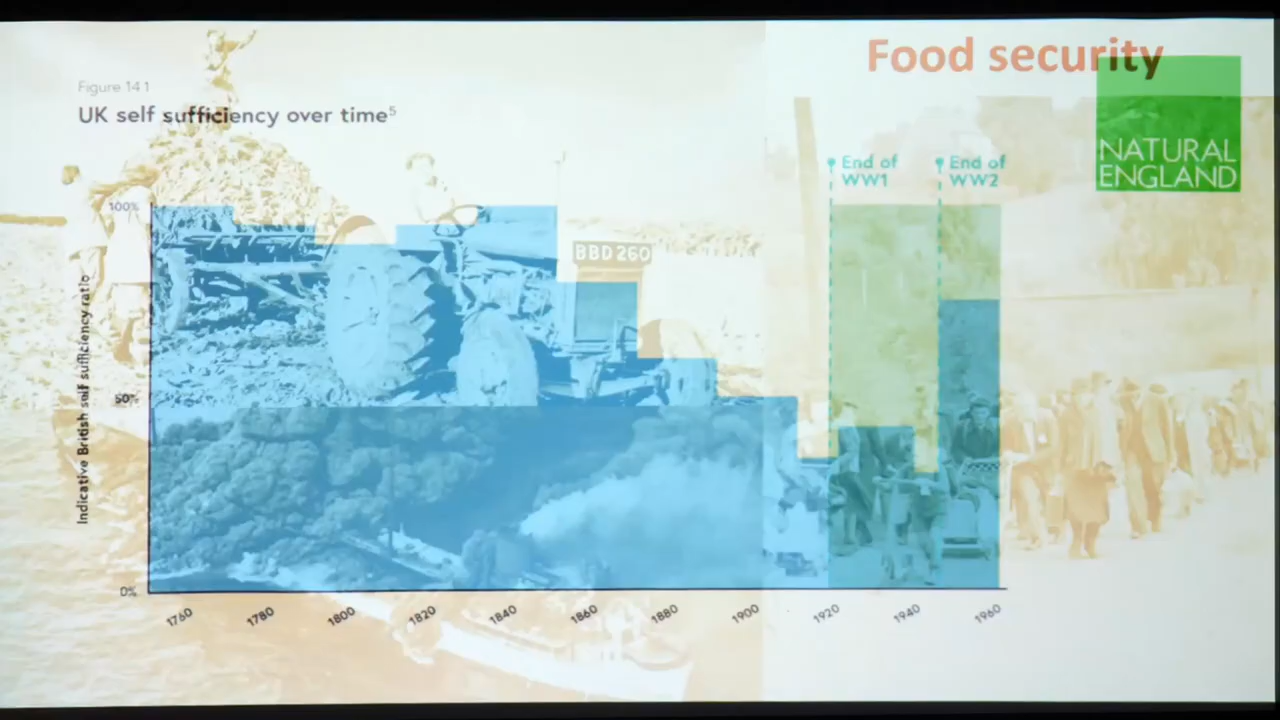 Food security
Figure 14 1
UK self sufficiency over time5
NATURAL
ENGLAND
End of
WW1
End of
WW2
100%
BBD 260
Indicative British self sufficiency ratio
50%
0%
1760
1780
1800
1820
1840
1860
1880
1900
1920
1940
1960